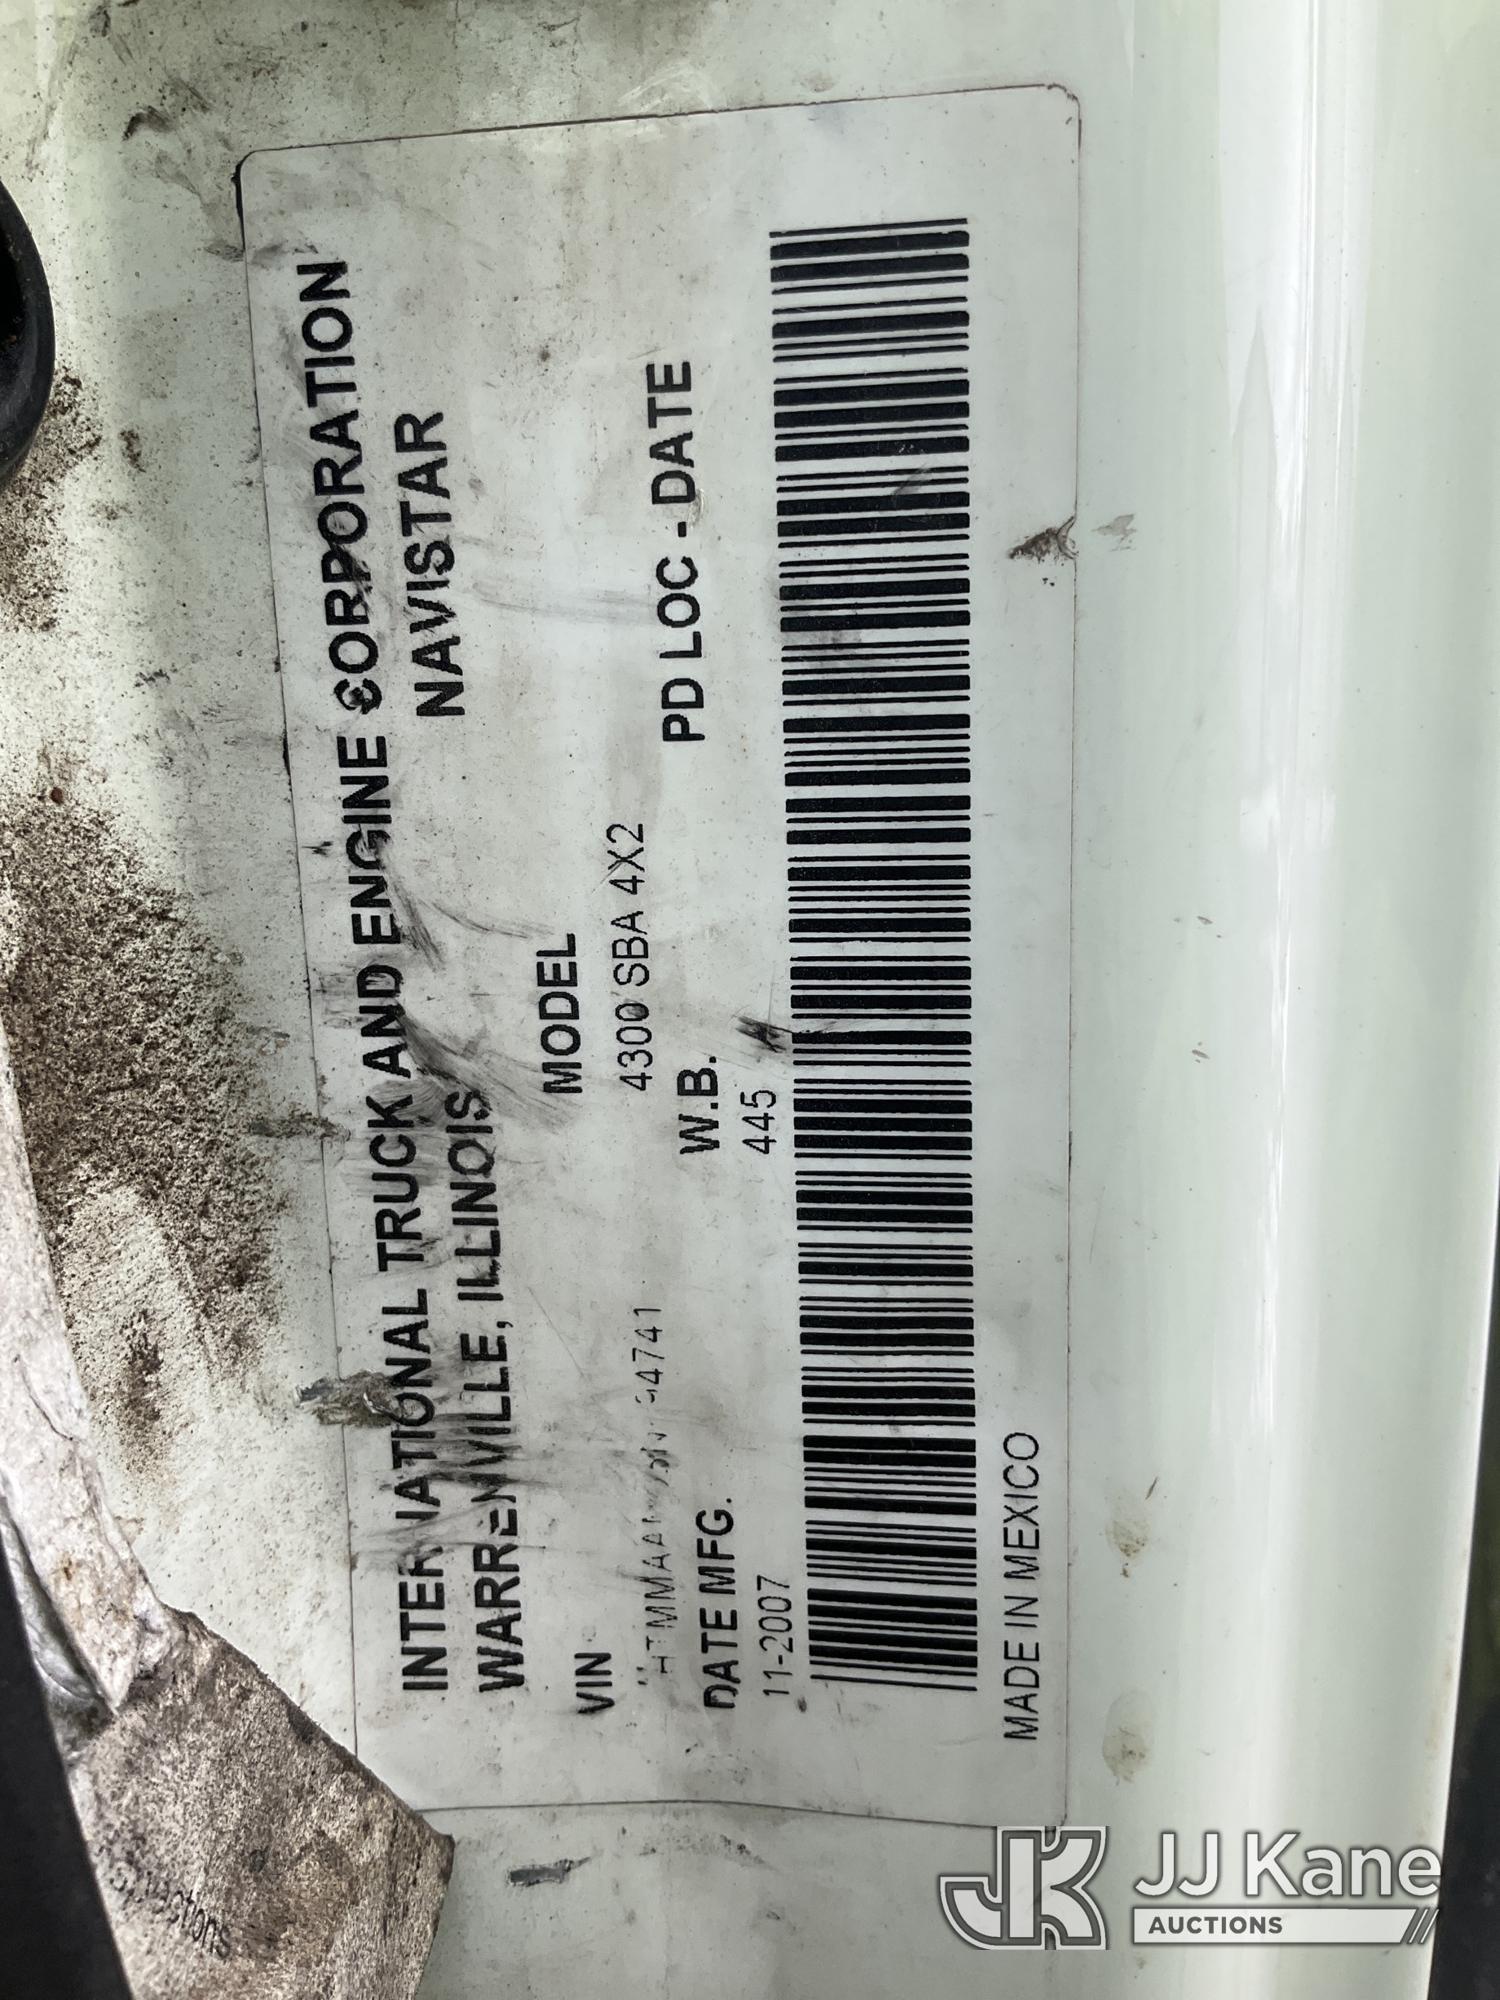 INTERNATIONAL TRUCK AND ENGINE CORPORATION
WARRENVILLE, ILLINOIS NAVISTAR
VIN MODEL
4300 SBA 4X2
DATE MFG. W.B. PD LOC - DATE
11-2007 445
MADE IN MEXICO
JJ Kane
AUCTIONS